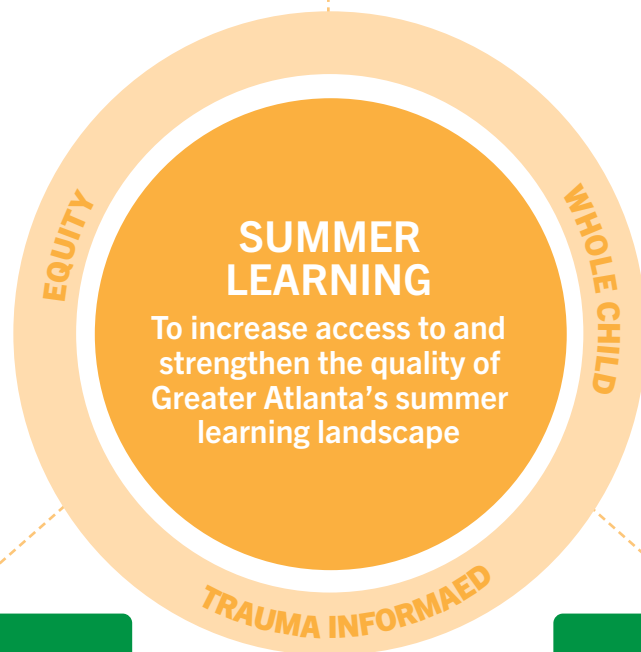 EQUITY
WHOLE CHILD
SUMMER
LEARNING
To increase access to and
strengthen the quality of
Greater Atlanta’s summer
learning landscape
TRAUMA INFORMAED